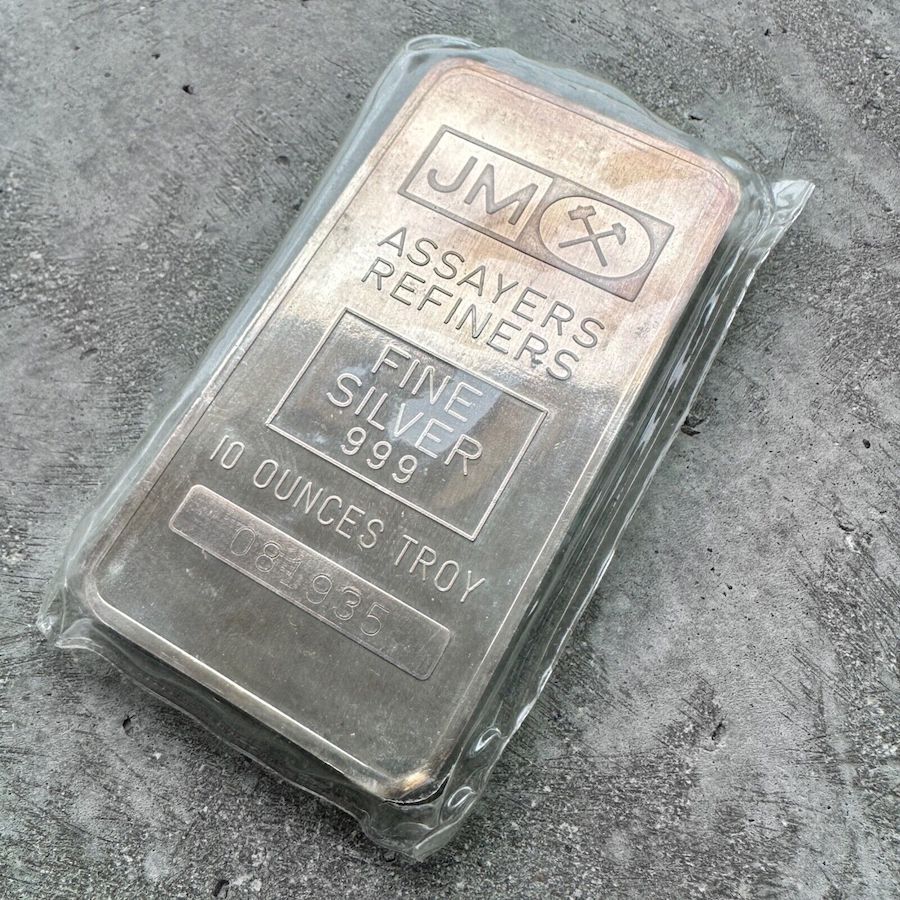 JM
ASSAYERS
REFINERS
FINE
SILVER
999
10 OUNCES TROY
081935